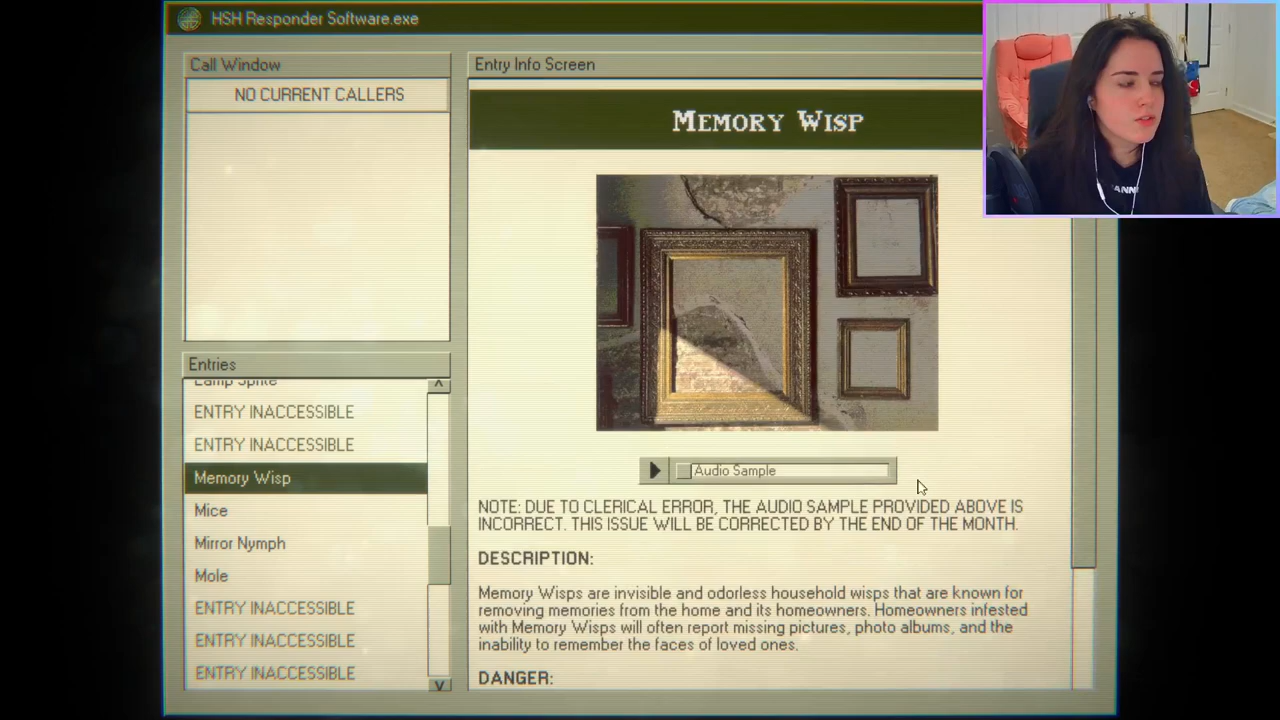 HSH Responder Software.exe
Call Window
NO CURRENT CALLERS
Entry Info Screen
MEMORY WISP
Audio Sample
NOTE: DUE TO CLERICAL ERROR, THE AUDIO SAMPLE PROVIDED ABOVE IS
INCORRECT. THIS ISSUE WILL BE CORRECTED BY THE END OF THE MONTH.
DESCRIPTION:
Memory Wisps are invisible and odorless household wisps that are known for
removing memories from the home and its homeowners. Homeowners infested
with Memory Wisps will often report missing pictures, photo albums, and the
inability to remember the faces of loved ones.
DANGER:
Entries
Lamp Sprite
ENTRY INACCESSIBLE
ENTRY INACCESSIBLE
Memory Wisp
Mice
Mirror Nymph
Mole
ENTRY INACCESSIBLE
ENTRY INACCESSIBLE
ENTRY INACCESSIBLE